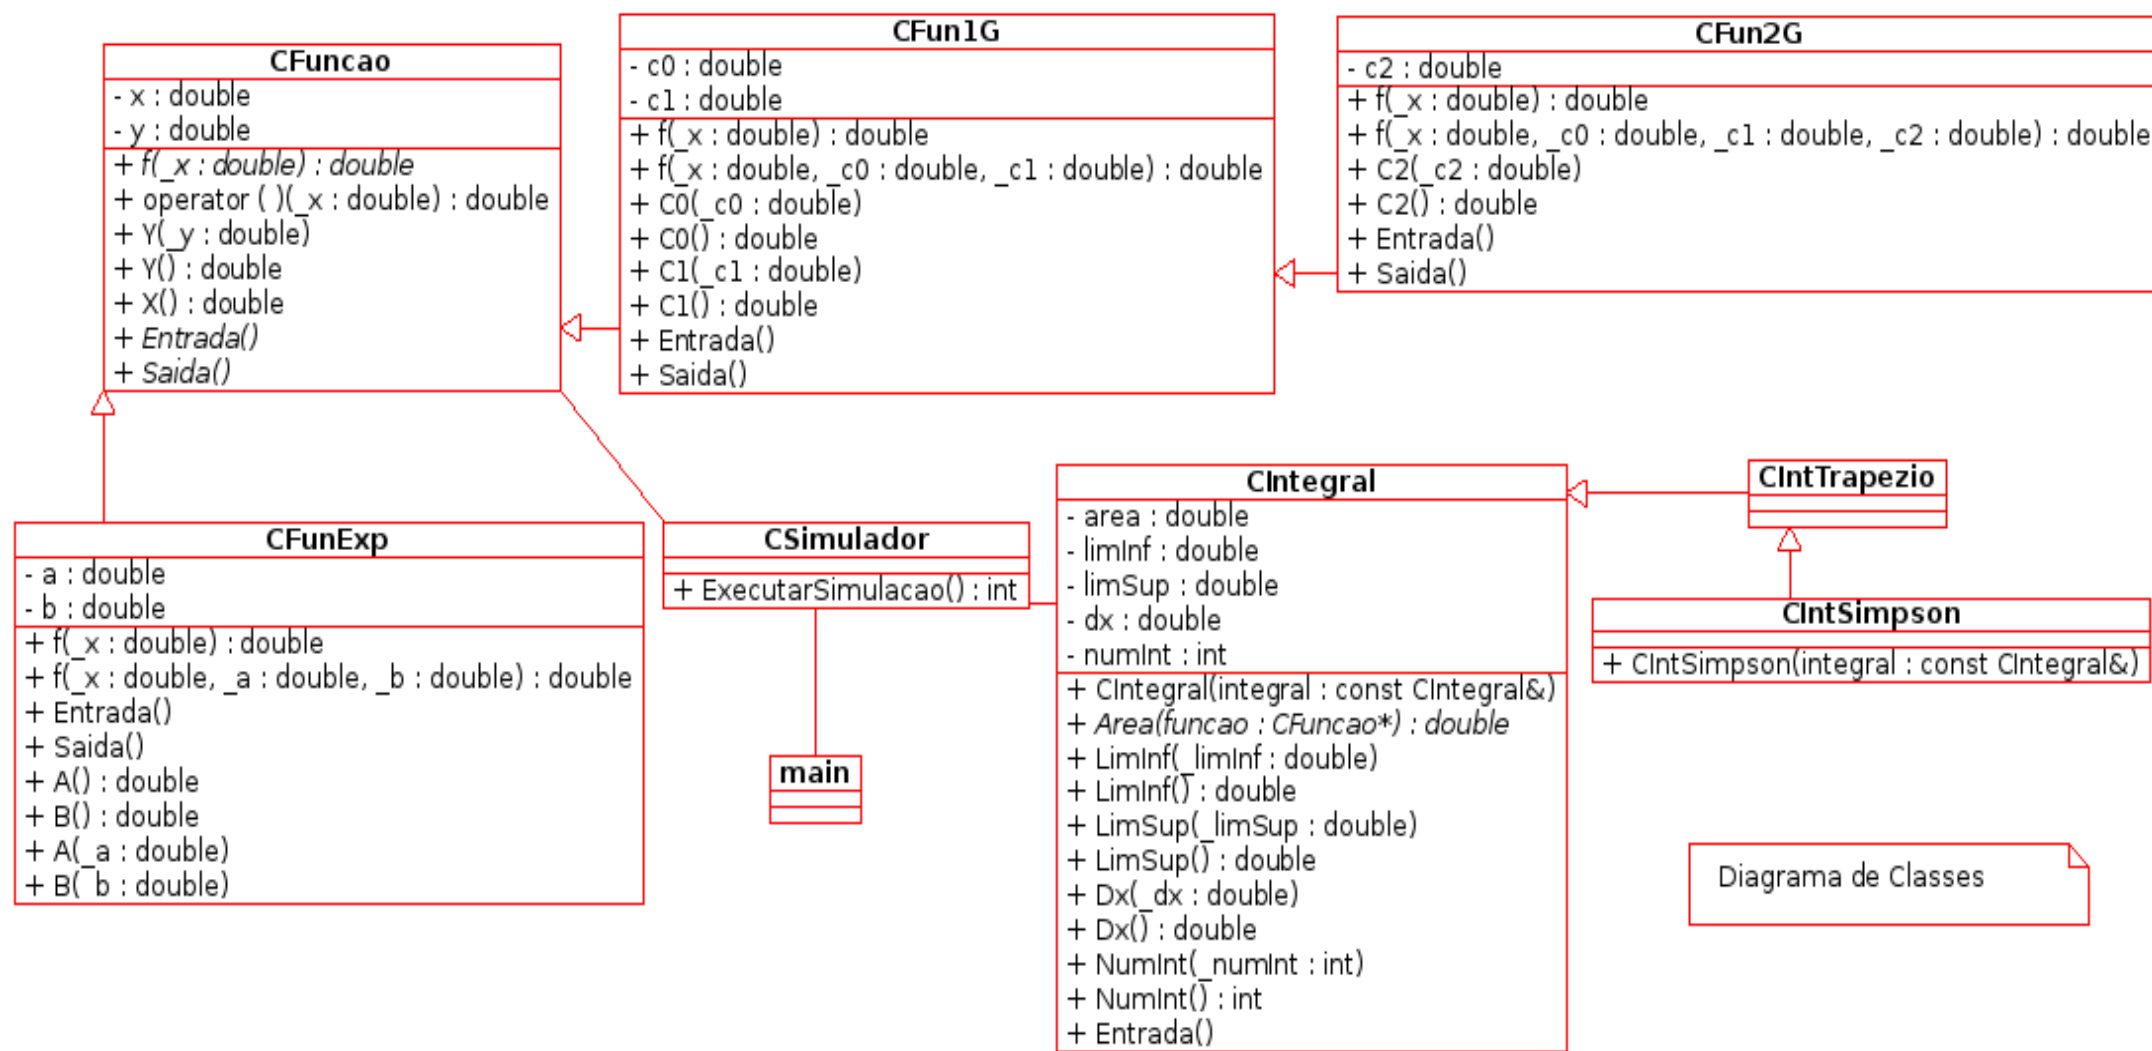 CFuncao
- x : double
- y : double
+ f(_x : double) : double
+ operator ( )(_x : double) : double
+ Y(_y : double)
+ Y() : double
+ X() : double
+ Entrada()
+ Saida()
CFun1G
- c0 : double
- c1 : double
+ f(_x : double) : double
+ f(_x : double, _c0 : double, _c1 : double) : double
+ C0(_c0 : double)
+ C0() : double
+ C1(_c1 : double)
+ C1() : double
+ Entrada()
+ Saida()
CFun2G
- c2 : double
+ f(_x : double) : double
+ f(_x : double, _c0 : double, _c1 : double, _c2 : double) : double
+ C2(_c2 : double)
+ C2() : double
+ Entrada()
+ Saida()
CFunExp
- a : double
- b : double
+ f(_x : double) : double
+ f(_x : double, _a : double, _b : double) : double
+ Entrada()
+ Saida()
+ A() : double
+ B() : double
+ A(_a : double)
+ B(_b : double)
CSimulador
+ ExecutarSimulacao() : int
main
CIntegral
- area : double
- limInf : double
- limSup : double
- dx : double
- numInt : int
+ CIntegral(integral : const CIntegral&)
+ Area(funcao : CFuncao*) : double
+ LimInf(_limInf : double)
+ LimInf() : double
+ LimSup(_limSup : double)
+ LimSup() : double
+ Dx(_dx : double)
+ Dx() : double
+ NumInt(_numInt : int)
+ NumInt() : int
+ Entrada()
CIntTrapezio
CIntSimpson
+ CIntSimpson(integral : const CIntegral&)
Diagrama de Classes